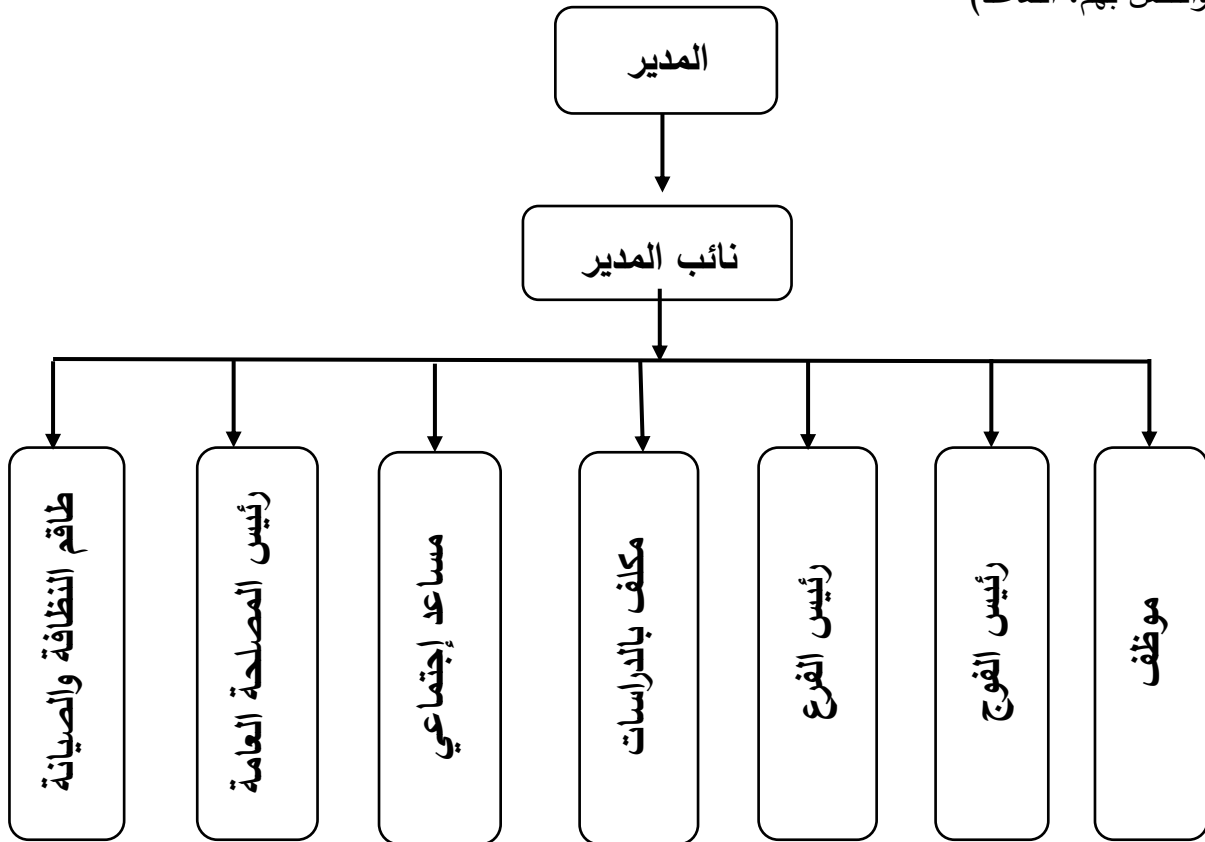 المدير
نائب المدير
موظف
رئيس الفوج
رئيس الفرع
مكلف بالدراسات
مساعد إجتماعي
رئيس المصلحة العامة
طاقم النظافة والصيانة